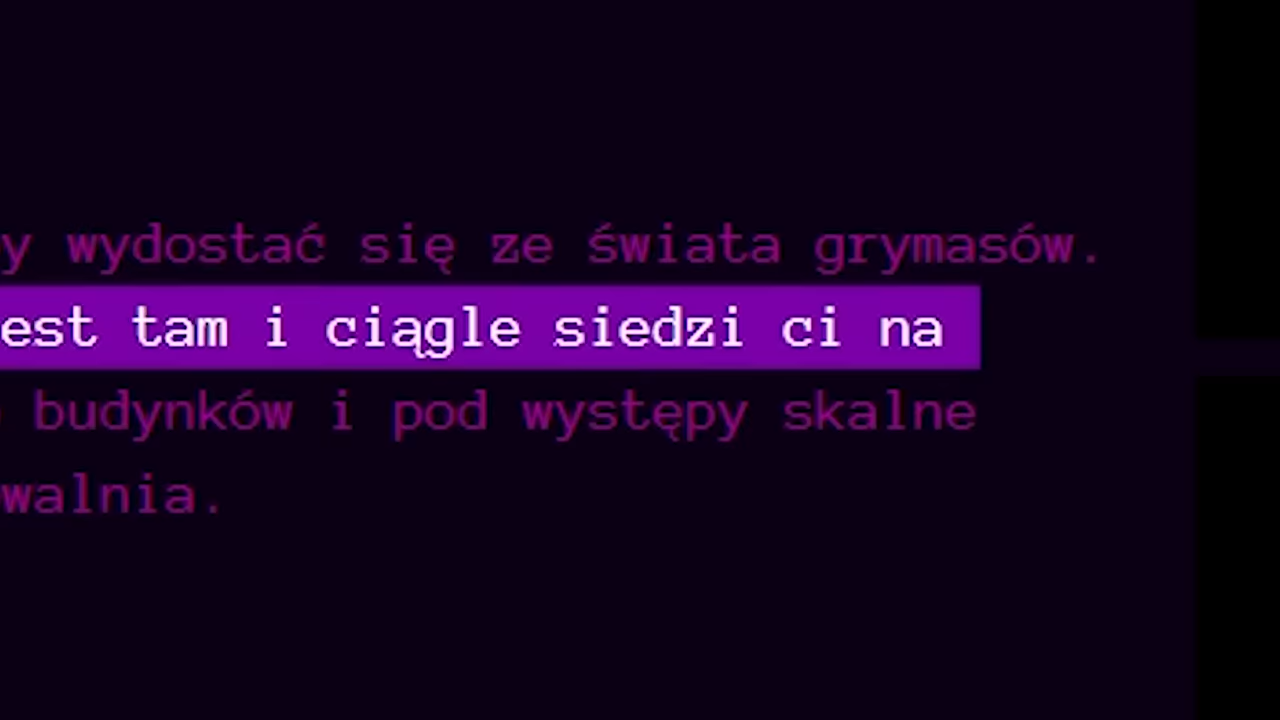 y wydostać się ze świata grymasów.
est tam i ciągle siedzi ci na
budynków i pod występy skalne
walnia.